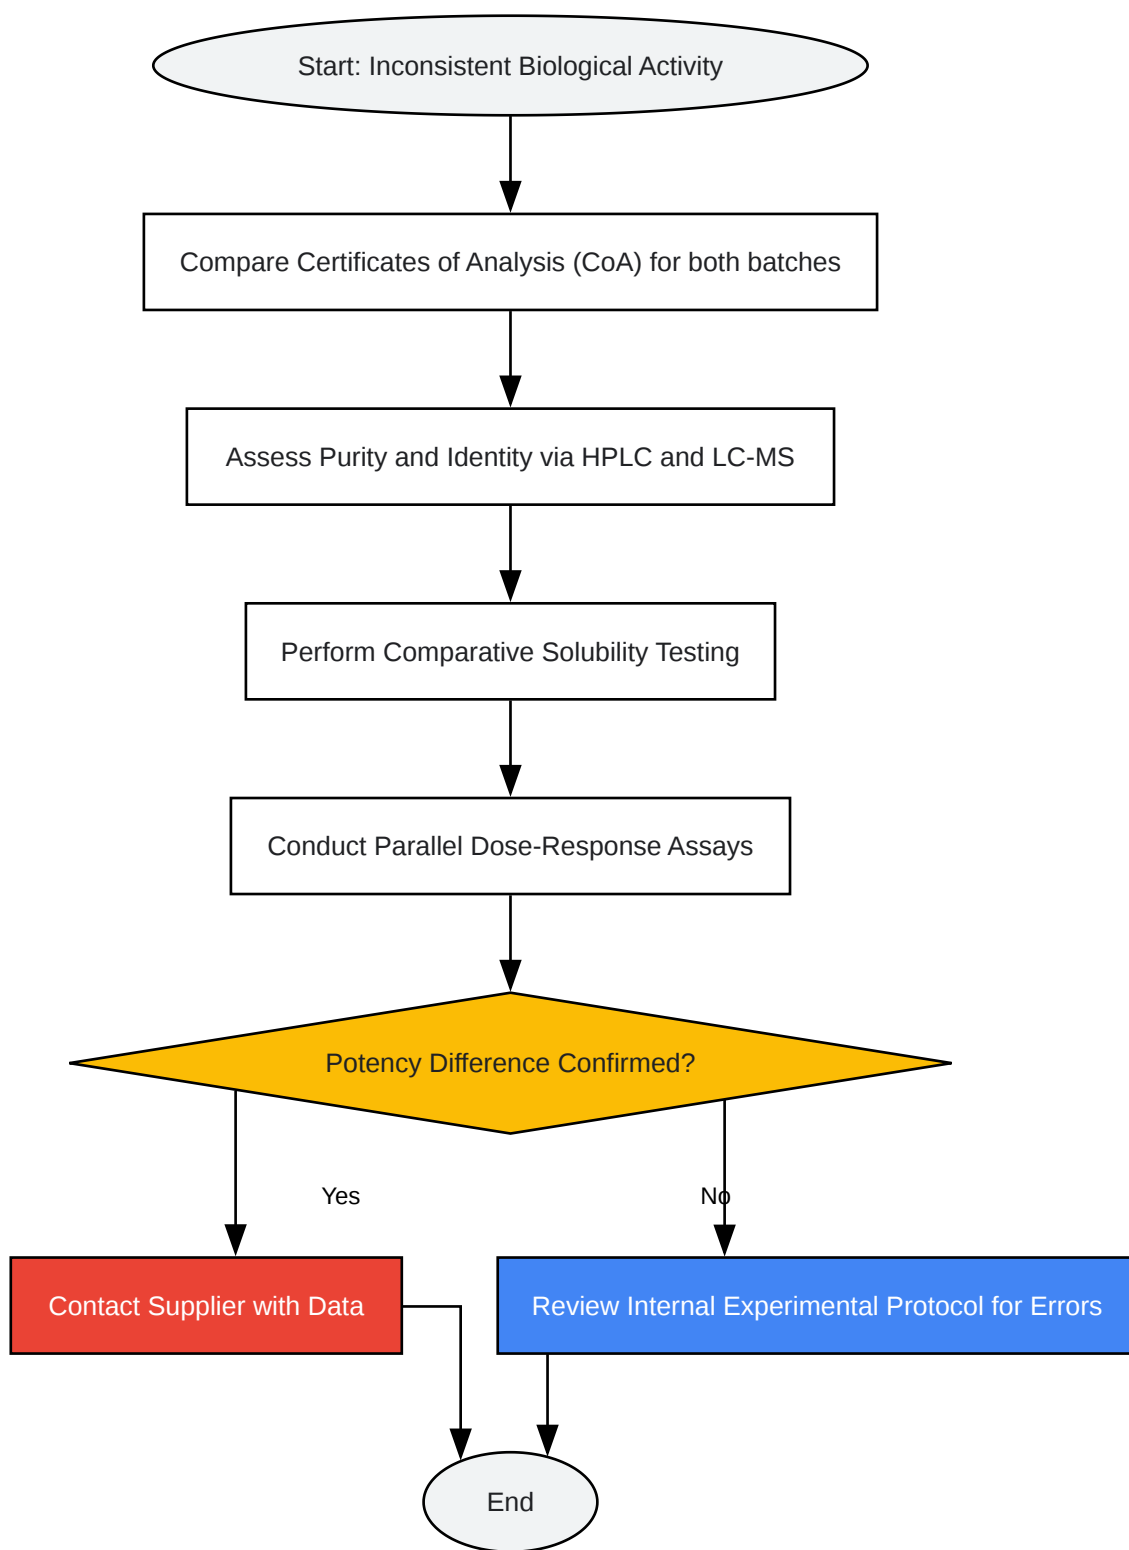 Start: Inconsistent Biological Activity
Compare Certificates of Analysis (CoA) for both batches
Assess Purity and Identity via HPLC and LC-MS
Perform Comparative Solubility Testing
Conduct Parallel Dose-Response Assays
Potency Difference Confirmed?
Yes
No
Contact Supplier with Data
Review Internal Experimental Protocol for Errors
End